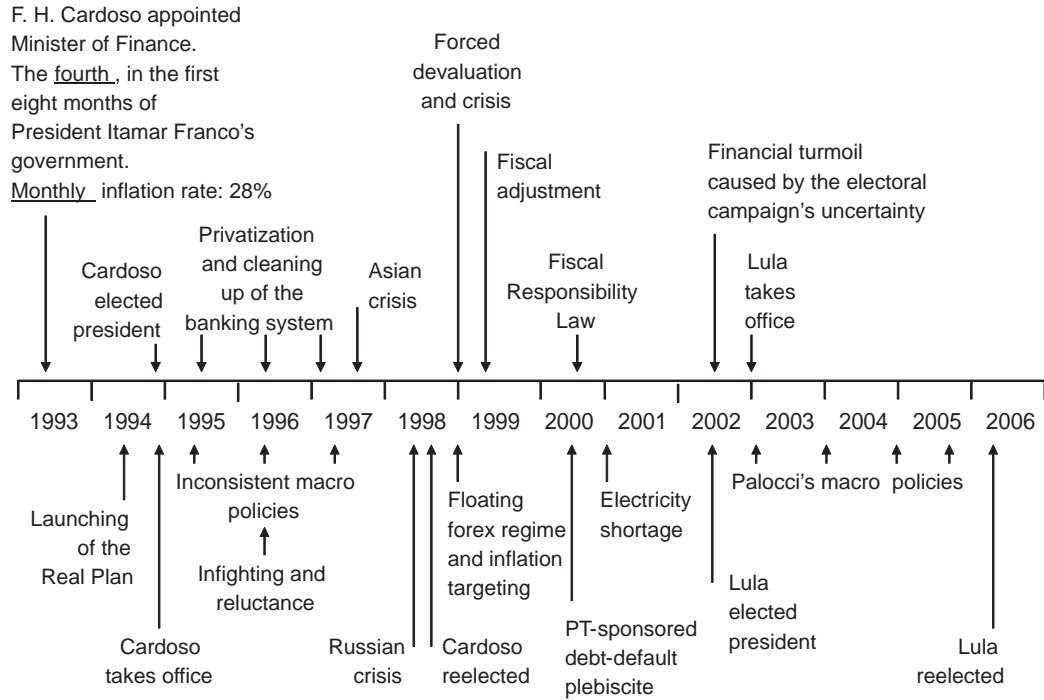 F. H. Cardoso appointed
Minister of Finance.
The fourth , in the first
eight months of
President Itamar Franco's
government.
Monthly inflation rate: 28%
Cardoso
elected
president
Privatization
and cleaning
up of the
banking system
Asian
crisis
Forced
devaluation
and crisis
Fiscal
adjustment
Fiscal
Responsibility
Law
Financial turmoil
caused by the electoral
campaign's uncertainty
Lula
takes
office
1993 1994 1995 1996 1997 1998 1999 2000 2001 2002 2003 2004 2005 2006
Launching
of the
Real Plan
Cardoso
takes office
Inconsistent macro
policies
Infighting and
reluctance
Russian
crisis
Cardoso
reelected
Floating
forex regime
and inflation
targeting
PT-sponsored
debt-default
plebiscite
Electricity
shortage
Lula
elected
president
Palocci's macro policies
Lula
reelected